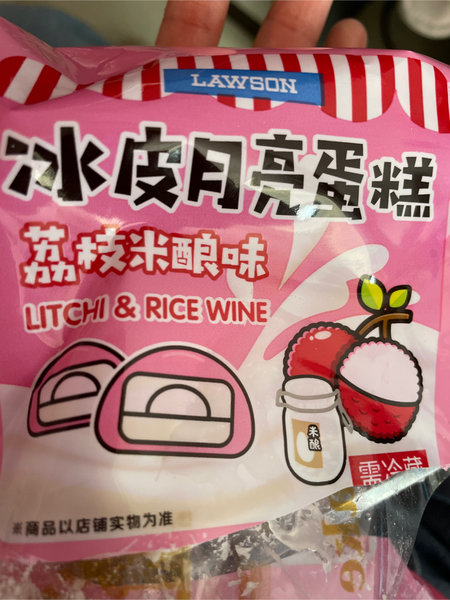 LAWSON
冰皮月亮蛋糕
荔枝米酿味
LITCHI & RICE WINE
米酿
需冷藏
※商品以店铺实物为准